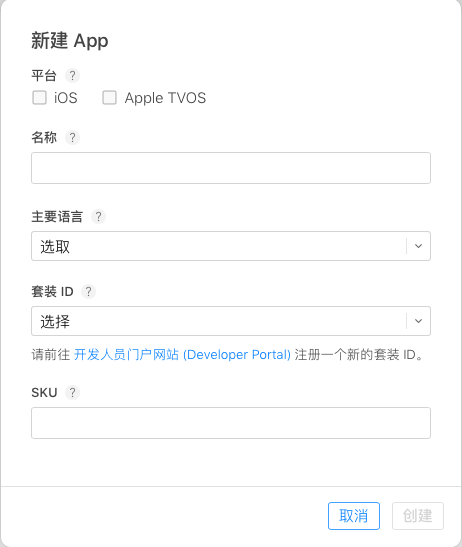 新建 App
平台 ?
iOS Apple TVOS
名称 ?
主要语言 ?
选取
套装 ID ?
选择
请前往 开发人员门户网站 (Developer Portal) 注册一个新的套装 ID。
SKU ?
取消 创建